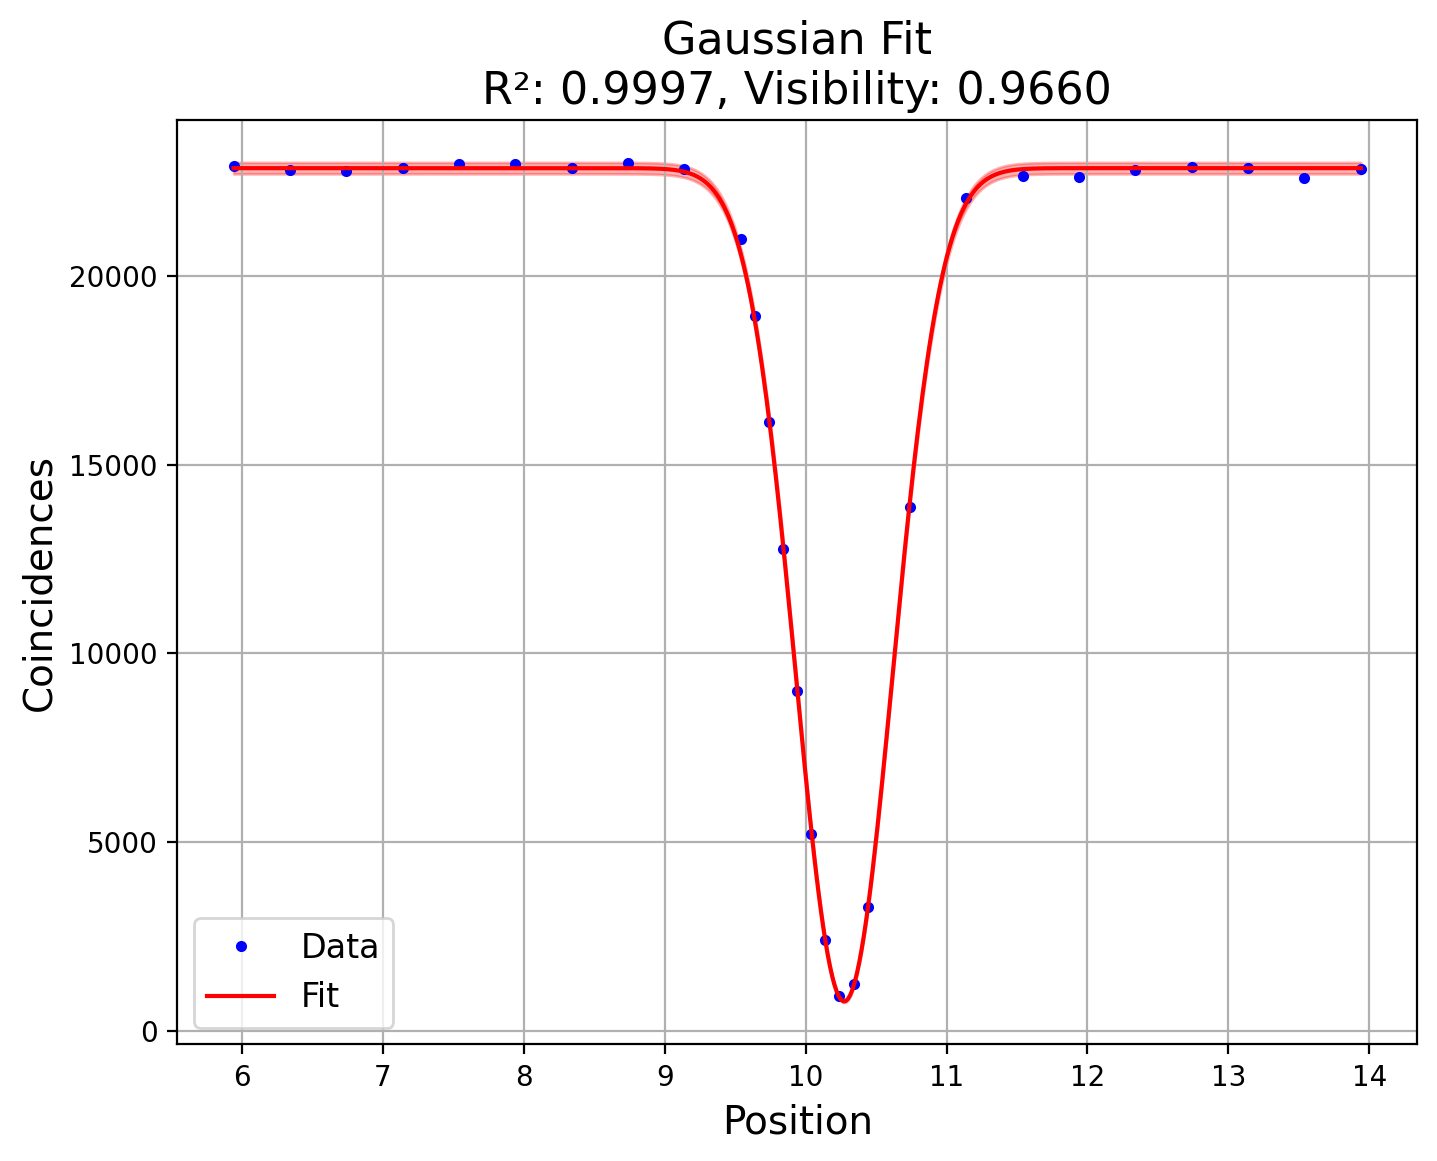 Gaussian Fit
R²: 0.9997, Visibility: 0.9660
Coincidences
20000
15000
10000
5000
0
Data
Fit
6 7 8 9 10 11 12 13 14
Position